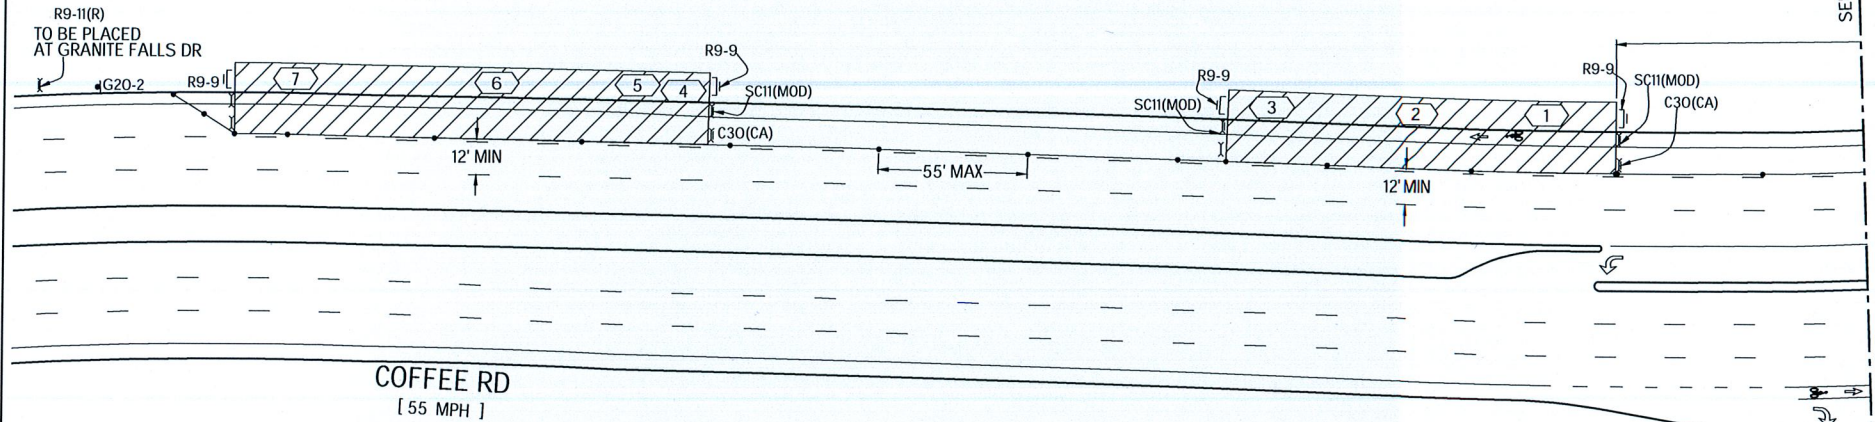 R9-11(R)
TO BE PLACED
AT GRANITE FALLS DR
G20-2
R9-9
7
6
5
4
R9-9
SC11(MOD)
C30(CA)
12' MIN
55' MAX
R9-9
SC11(MOD)
3
2
1
R9-9
SC11(MOD)
C30(CA)
12' MIN
SE
COFFEE RD
[ 55 MPH ]